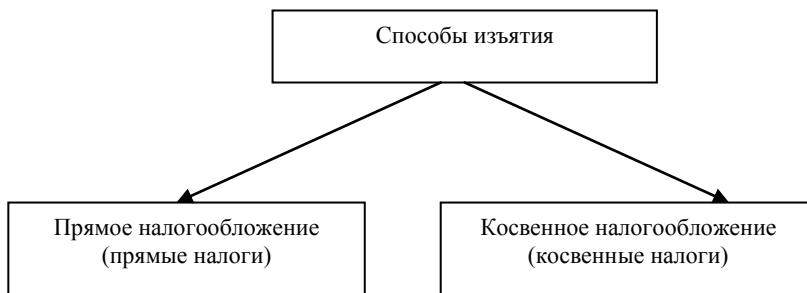 Способы изъятия
Прямое налогообложение
(прямые налоги)
Косвенное налогообложение
(косвенные налоги)